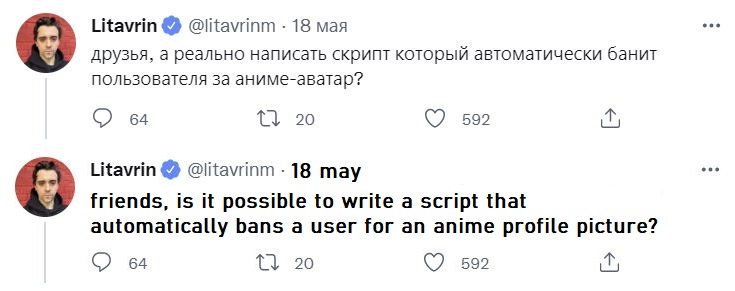 Litavrin @litavrinm · 18 мая
друзья, а реально написать скрипт который автоматически банит
пользователя за аниме-аватар?
64 20 592
Litavrin @litavrinm · 18 may
friends, is it possible to write a script that
automatically bans a user for an anime profile picture?
64 20 592